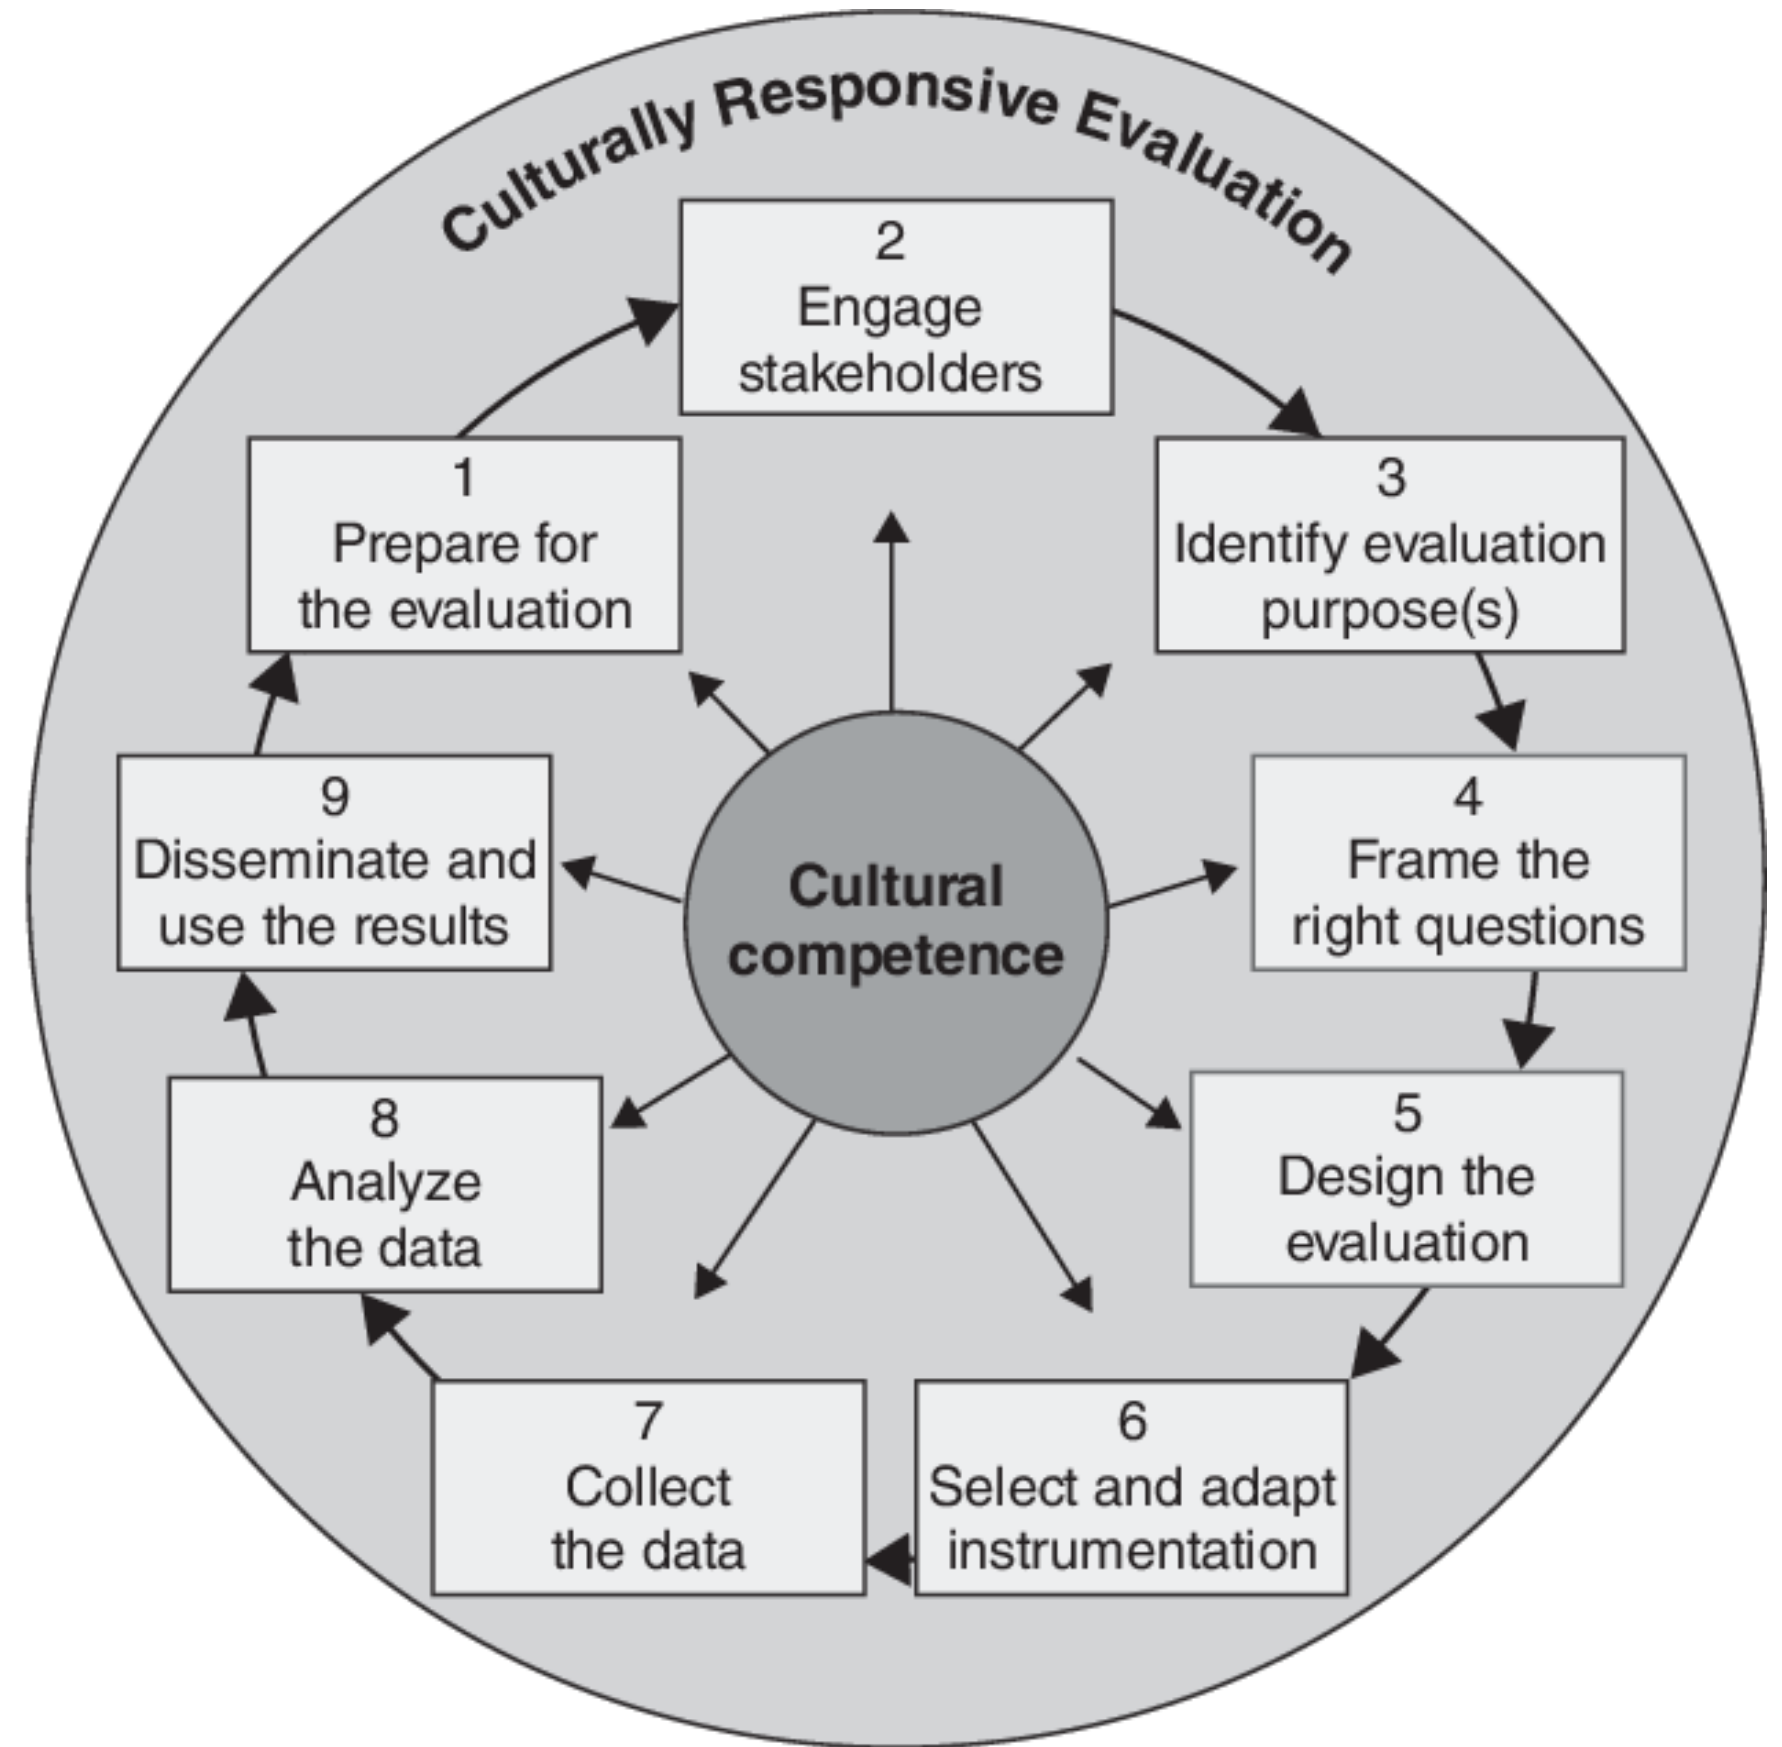 Culturally Responsive Evaluation
1
Prepare for
the evaluation
2
Engage
stakeholders
3
Identify evaluation
purpose(s)
4
Frame the
right questions
5
Design the
evaluation
6
Select and adapt
instrumentation
7
Collect
the data
8
Analyze
the data
9
Disseminate and
use the results
Cultural
competence